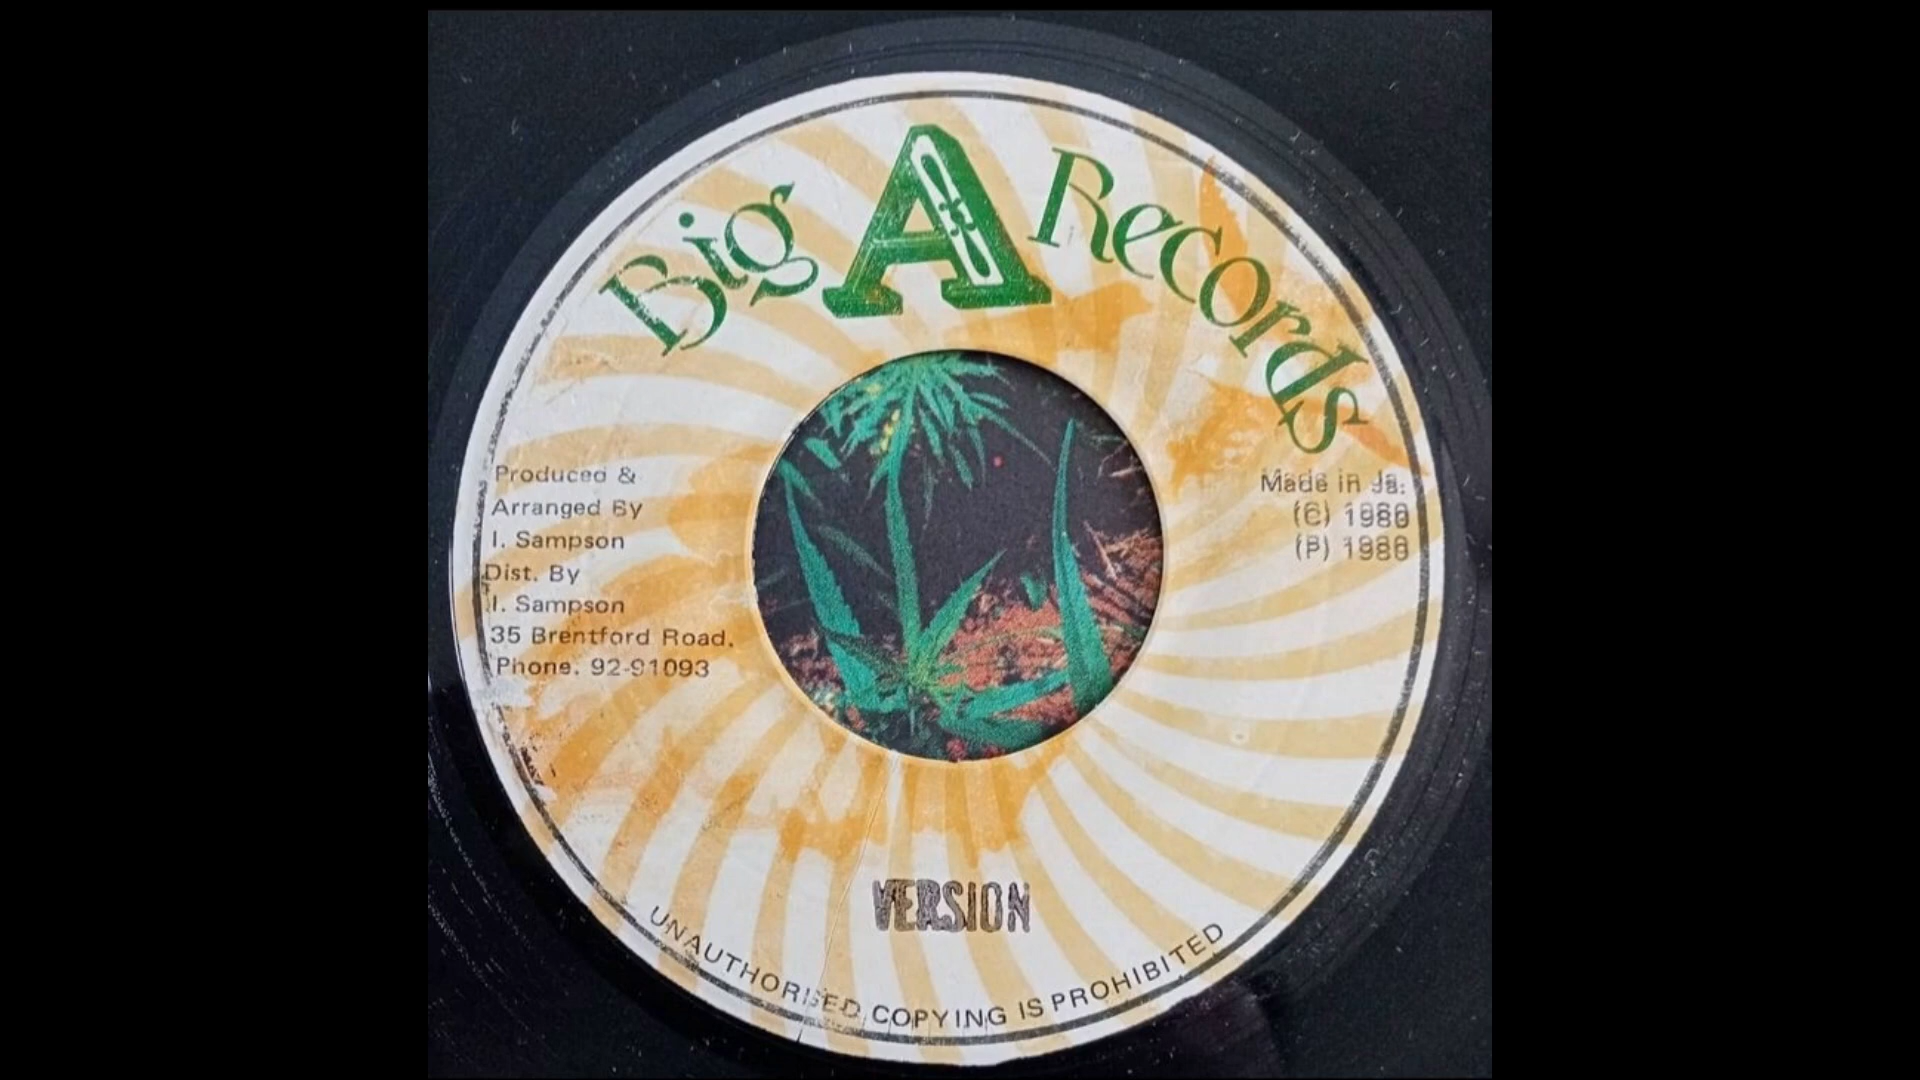 Big A Records
Produced &
Arranged By
I. Sampson
Dist. By
I. Sampson
35 Brentford Road.
Phone. 92-91093
Made in Ja.
(C) 1980
(P) 1980
VERSION
UNAUTHORISED COPYING IS PROHIBITED